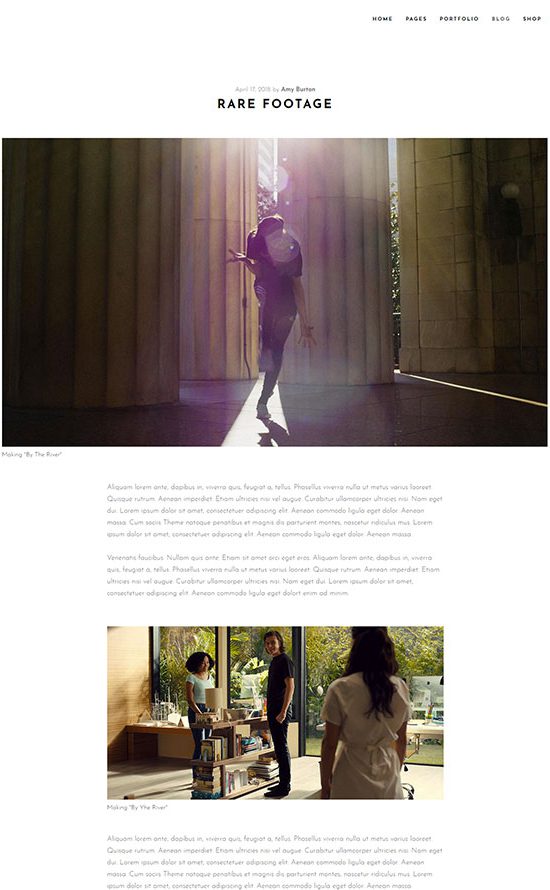 HOME PAGES PORTFOLIO BLOG SHOP
April 17, 2018 by Amy Burton
RARE FOOTAGE
Making "By The River"
Aliquam lorem ante, dapibus in, viverra quis, feugiat a, tellus. Phasellus viverra nulla ut metus varius laoreet.
Quisque rutrum. Aenean imperdiet. Etiam ultricies nisi vel augue. Curabitur ullamcorper ultricies nisi. Nam eget
dui. Lorem ipsum dolor sit amet, consectetuer adipiscing elit. Aenean commodo ligula eget dolor. Aenean
massa. Cum sociis Theme natoque penatibus et magnis dis parturient montes, nascetur ridiculus mus. Lorem
ipsum dolor sit amet, consectetuer adipiscing elit. Aenean commodo ligula eget dolor. Aenean massa.
Venenatis faucibus. Nullam quis ante. Etiam sit amet orci eget eros. Aliquam lorem ante, dapibus in, viverra
quis, feugiat a, tellus. Phasellus viverra nulla ut metus varius laoreet. Quisque rutrum. Aenean imperdiet. Etiam
ultricies nisi vel augue. Curabitur ullamcorper ultricies nisi. Nam eget dui. Lorem ipsum dolor sit amet,
consectetuer adipiscing elit. Aenean commodo ligula eget dolort enim ad minim.
Making "By Yhe River"
Aliquam lorem ante, dapibus in, viverra quis, feugiat a, tellus. Phasellus viverra nulla ut metus varius laoreet.
Quisque rutrum. Aenean imperdiet. Etiam ultricies nisi vel augue. Curabitur ullamcorper ultricies nisi. Nam eget
dui. Lorem ipsum dolor sit amet, consectetuer adipiscing elit. Aenean commodo ligula eget dolor. Aenean
massa. Cum sociis Theme natoque penatibus et magnis dis parturient montes, nascetur ridiculus mus. Lorem
ipsum dolor sit amet, consectetuer adipiscing elit. Aenean commodo ligula eget dolor. Aenean massa.